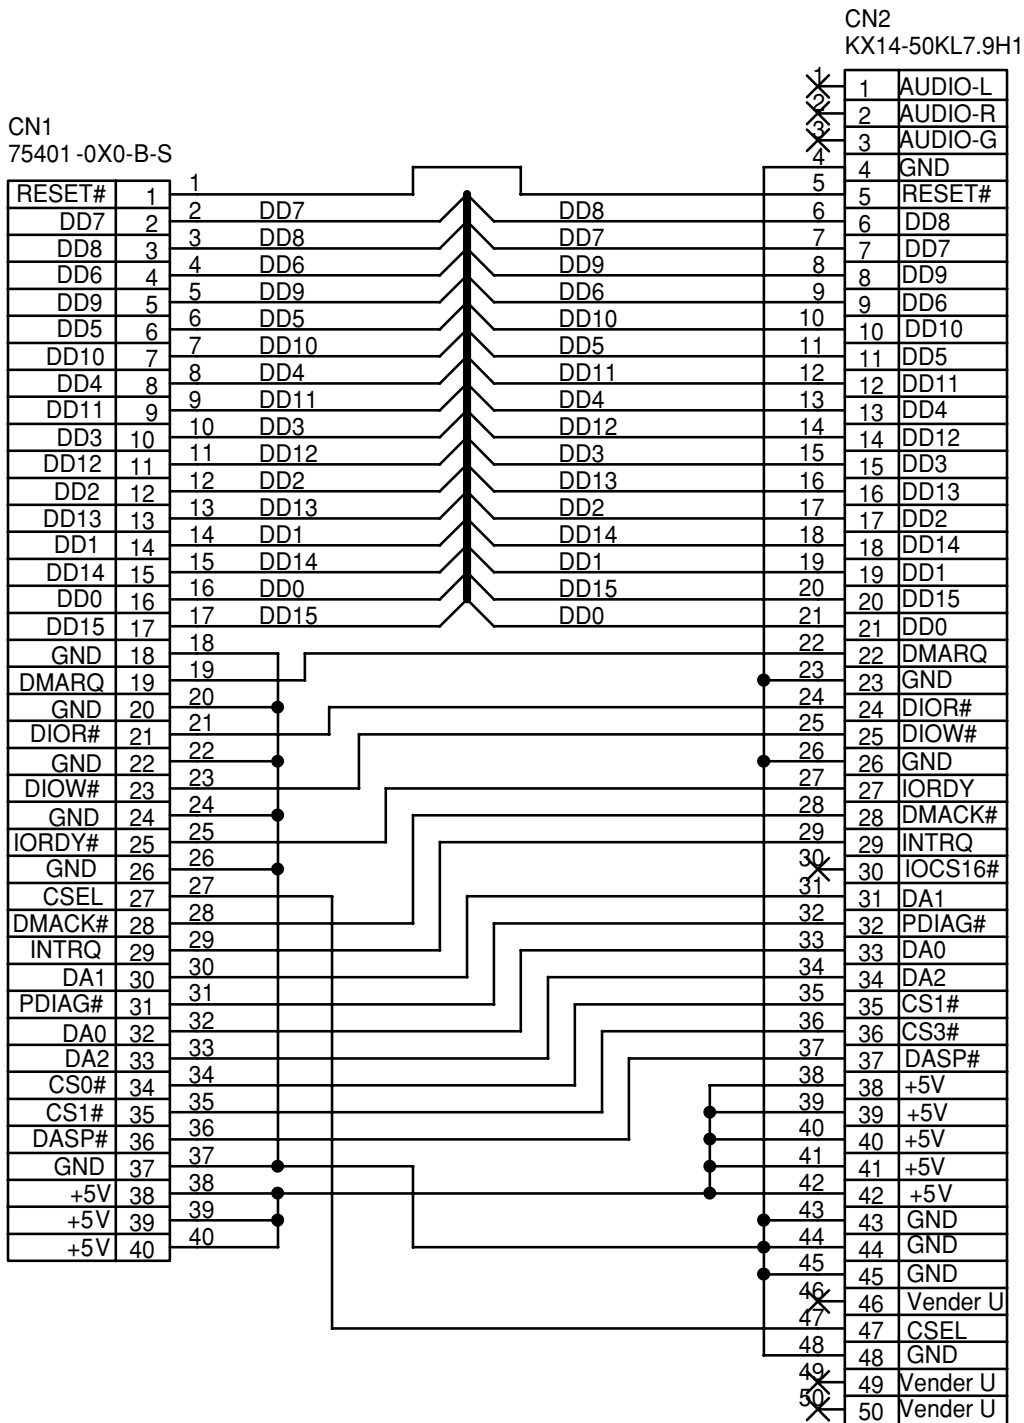 CN2
KX14-50KL7.9H1
CN1
75401 -0X0-B-S
RESET# 1 1
DD7 2 2 DD7
DD8 3 3 DD8
DD6 4 4 DD6
DD9 5 5 DD9
DD5 6 6 DD5
DD10 7 7 DD10
DD4 8 8 DD4
DD11 9 9 DD11
DD3 10 10 DD3
DD12 11 11 DD12
DD2 12 12 DD2
DD13 13 13 DD13
DD1 14 14 DD1
DD14 15 15 DD14
DD0 16 16 DD0
DD15 17 17 DD15
GND 18 18
DMARQ 19 19
GND 20 20
DIOR# 21 21
GND 22 22
DIOW# 23 23
GND 24 24
IORDY# 25 25
GND 26 26
CSEL 27 27
DMACK# 28 28
INTRQ 29 29
DA1 30 30
PDIAG# 31 31
DA0 32 32
DA2 33 33
CS0# 34 34
CS1# 35 35
DASP# 36 36
GND 37 37
+5V 38 38
+5V 39 39
+5V 40 40
1 1 AUDIO-L
2 2 AUDIO-R
3 3 AUDIO-G
4 4 GND
5 5 RESET#
DD8 6 6 DD8
DD7 7 7 DD7
DD9 8 8 DD9
DD6 9 9 DD6
DD10 10 10 DD10
DD5 11 11 DD5
DD11 12 12 DD11
DD4 13 13 DD4
DD12 14 14 DD12
DD3 15 15 DD3
DD13 16 16 DD13
DD2 17 17 DD2
DD14 18 18 DD14
DD1 19 19 DD1
DD15 20 20 DD15
DD0 21 21 DD0
22 22 DMARQ
23 23 GND
24 24 DIOR#
25 25 DIOW#
26 26 GND
27 27 IORDY
28 28 DMACK#
29 29 INTRQ
30 30 IOCS16#
31 31 DA1
32 32 PDIAG#
33 33 DA0
34 34 DA2
35 35 CS1#
36 36 CS3#
37 37 DASP#
38 38 +5V
39 39 +5V
40 40 +5V
41 41 +5V
42 42 +5V
43 43 GND
44 44 GND
45 45 GND
46 46 Vender U
47 47 CSEL
48 48 GND
49 49 Vender U
50 50 Vender U